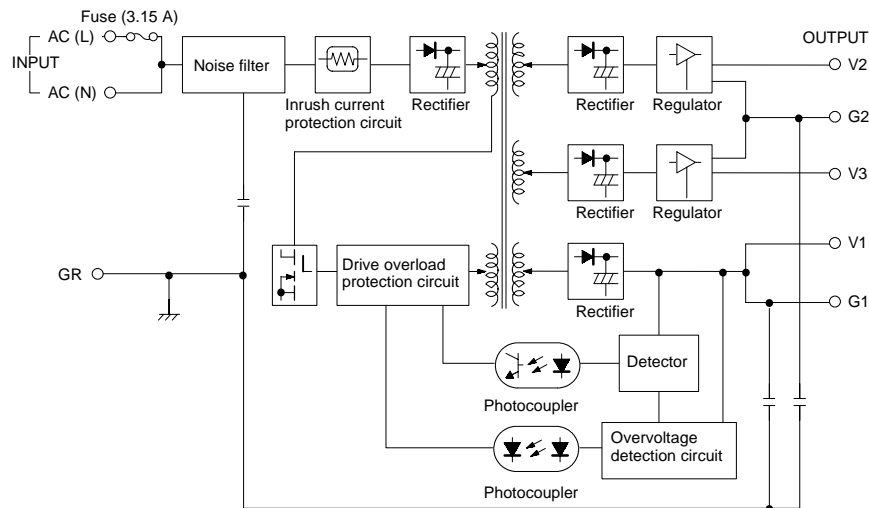 Fuse (3.15 A)
AC (L)
INPUT
AC (N)
Noise filter
Inrush current
protection circuit
Rectifier
Rectifier
Regulator
OUTPUT
V2
G2
Rectifier
Regulator
V3
GR
Drive overload
protection circuit
Rectifier
V1
G1
Photocoupler
Detector
Photocoupler
Overvoltage
detection circuit